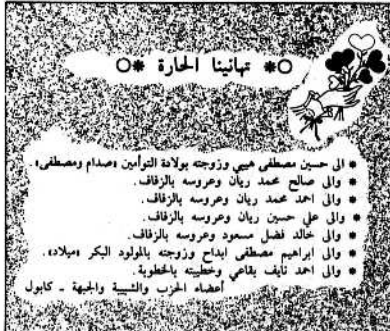 ○* تهانينا الحارة *○
* الى حسين مصطفى هيبي وزوجته بولادة التوأمين «صدام ومصطفى».
* والى صالح محمد ريان وعروسه بالزفاف.
* والى احمد محمد ريان وعروسه بالزفاف.
* والى علي حسين ريان وعروسه بالزفاف.
* والى خالد فضل مسعود وعروسه بالزفاف.
* والى ابراهيم مصطفى ابداح وزوجته بالمولود البكر «ميلاد».
* والى احمد نايف بقاعي وخطيبته بالخطوبة.
أعضاء الحزب والشبيبة والجبهة - كابول